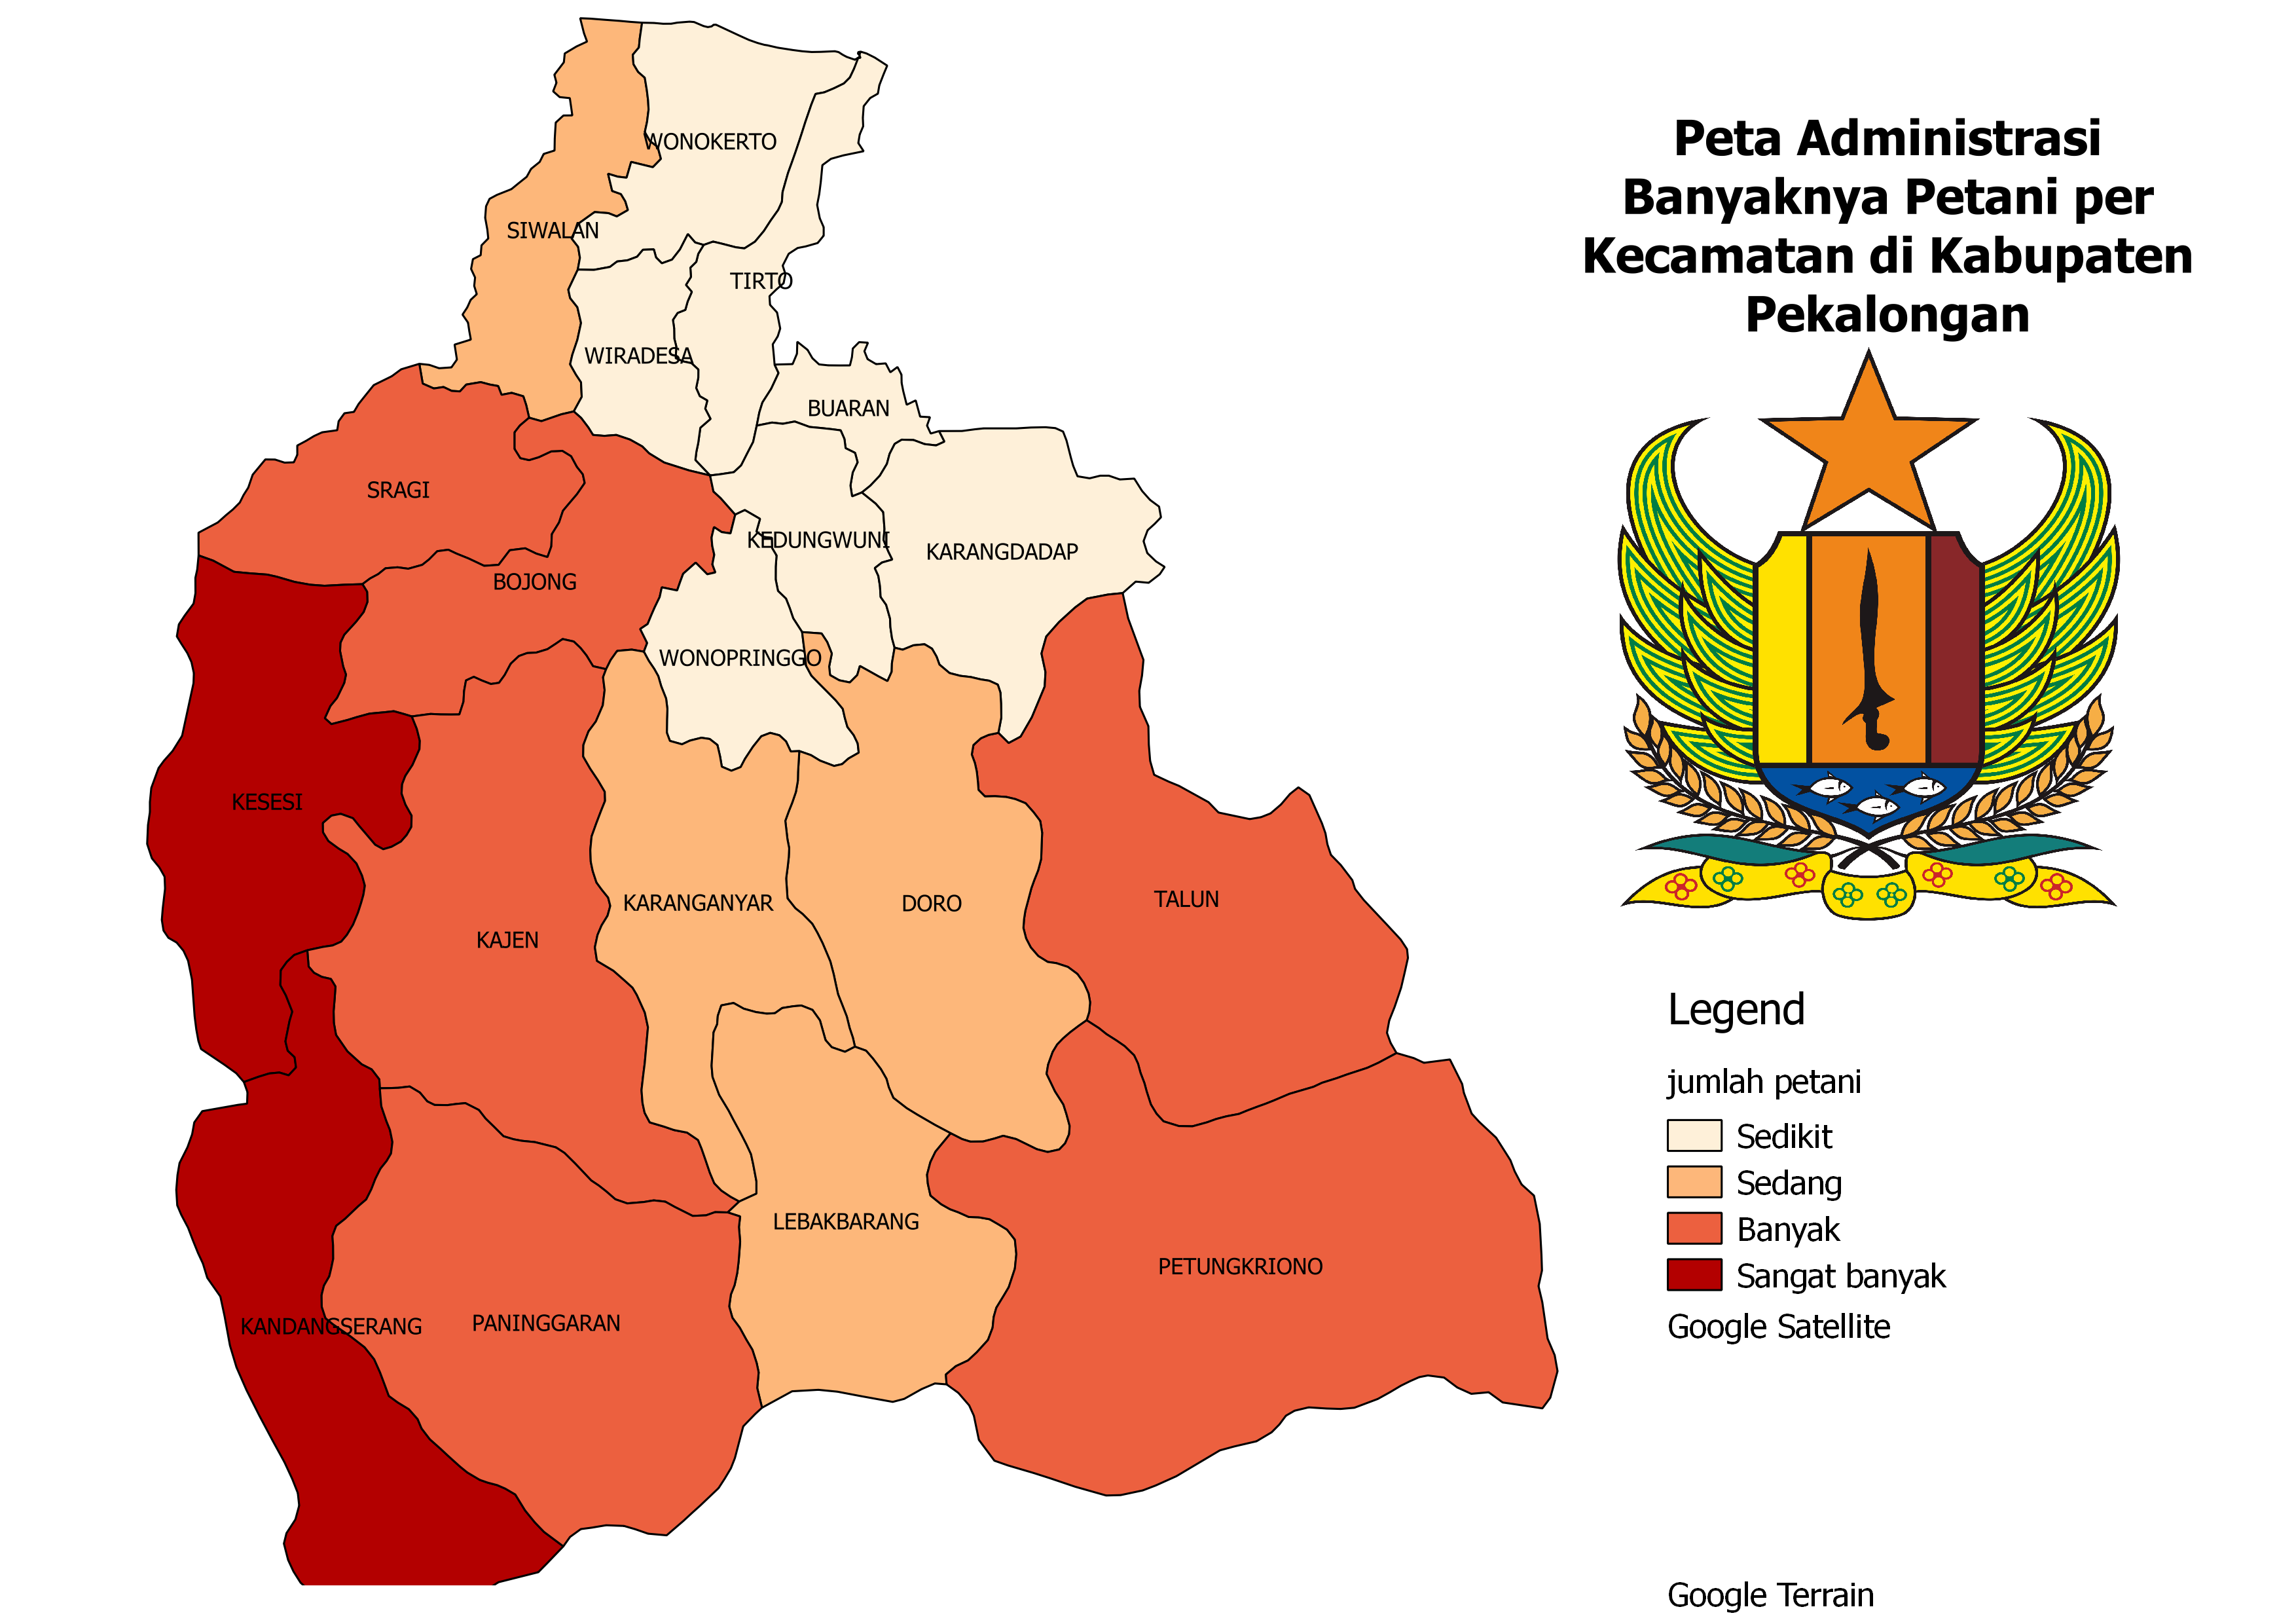 Peta Administrasi
Banyaknya Petani per
Kecamatan di Kabupaten
Pekalongan
WONOKERTO
SIWALAN
TIRTO
WIRADESA
BUARAN
SRAGI
KEDUNGWUNI
KARANGDADAP
BOJONG
WONOPRINGGO
KESESI
KARANGANYAR
DORO
TALUN
KAJEN
LEBAKBARANG
PETUNGKRIONO
KANDANGSERANG
PANINGGARAN
Legend
jumlah petani
Sedikit
Sedang
Banyak
Sangat banyak
Google Satellite
Google Terrain